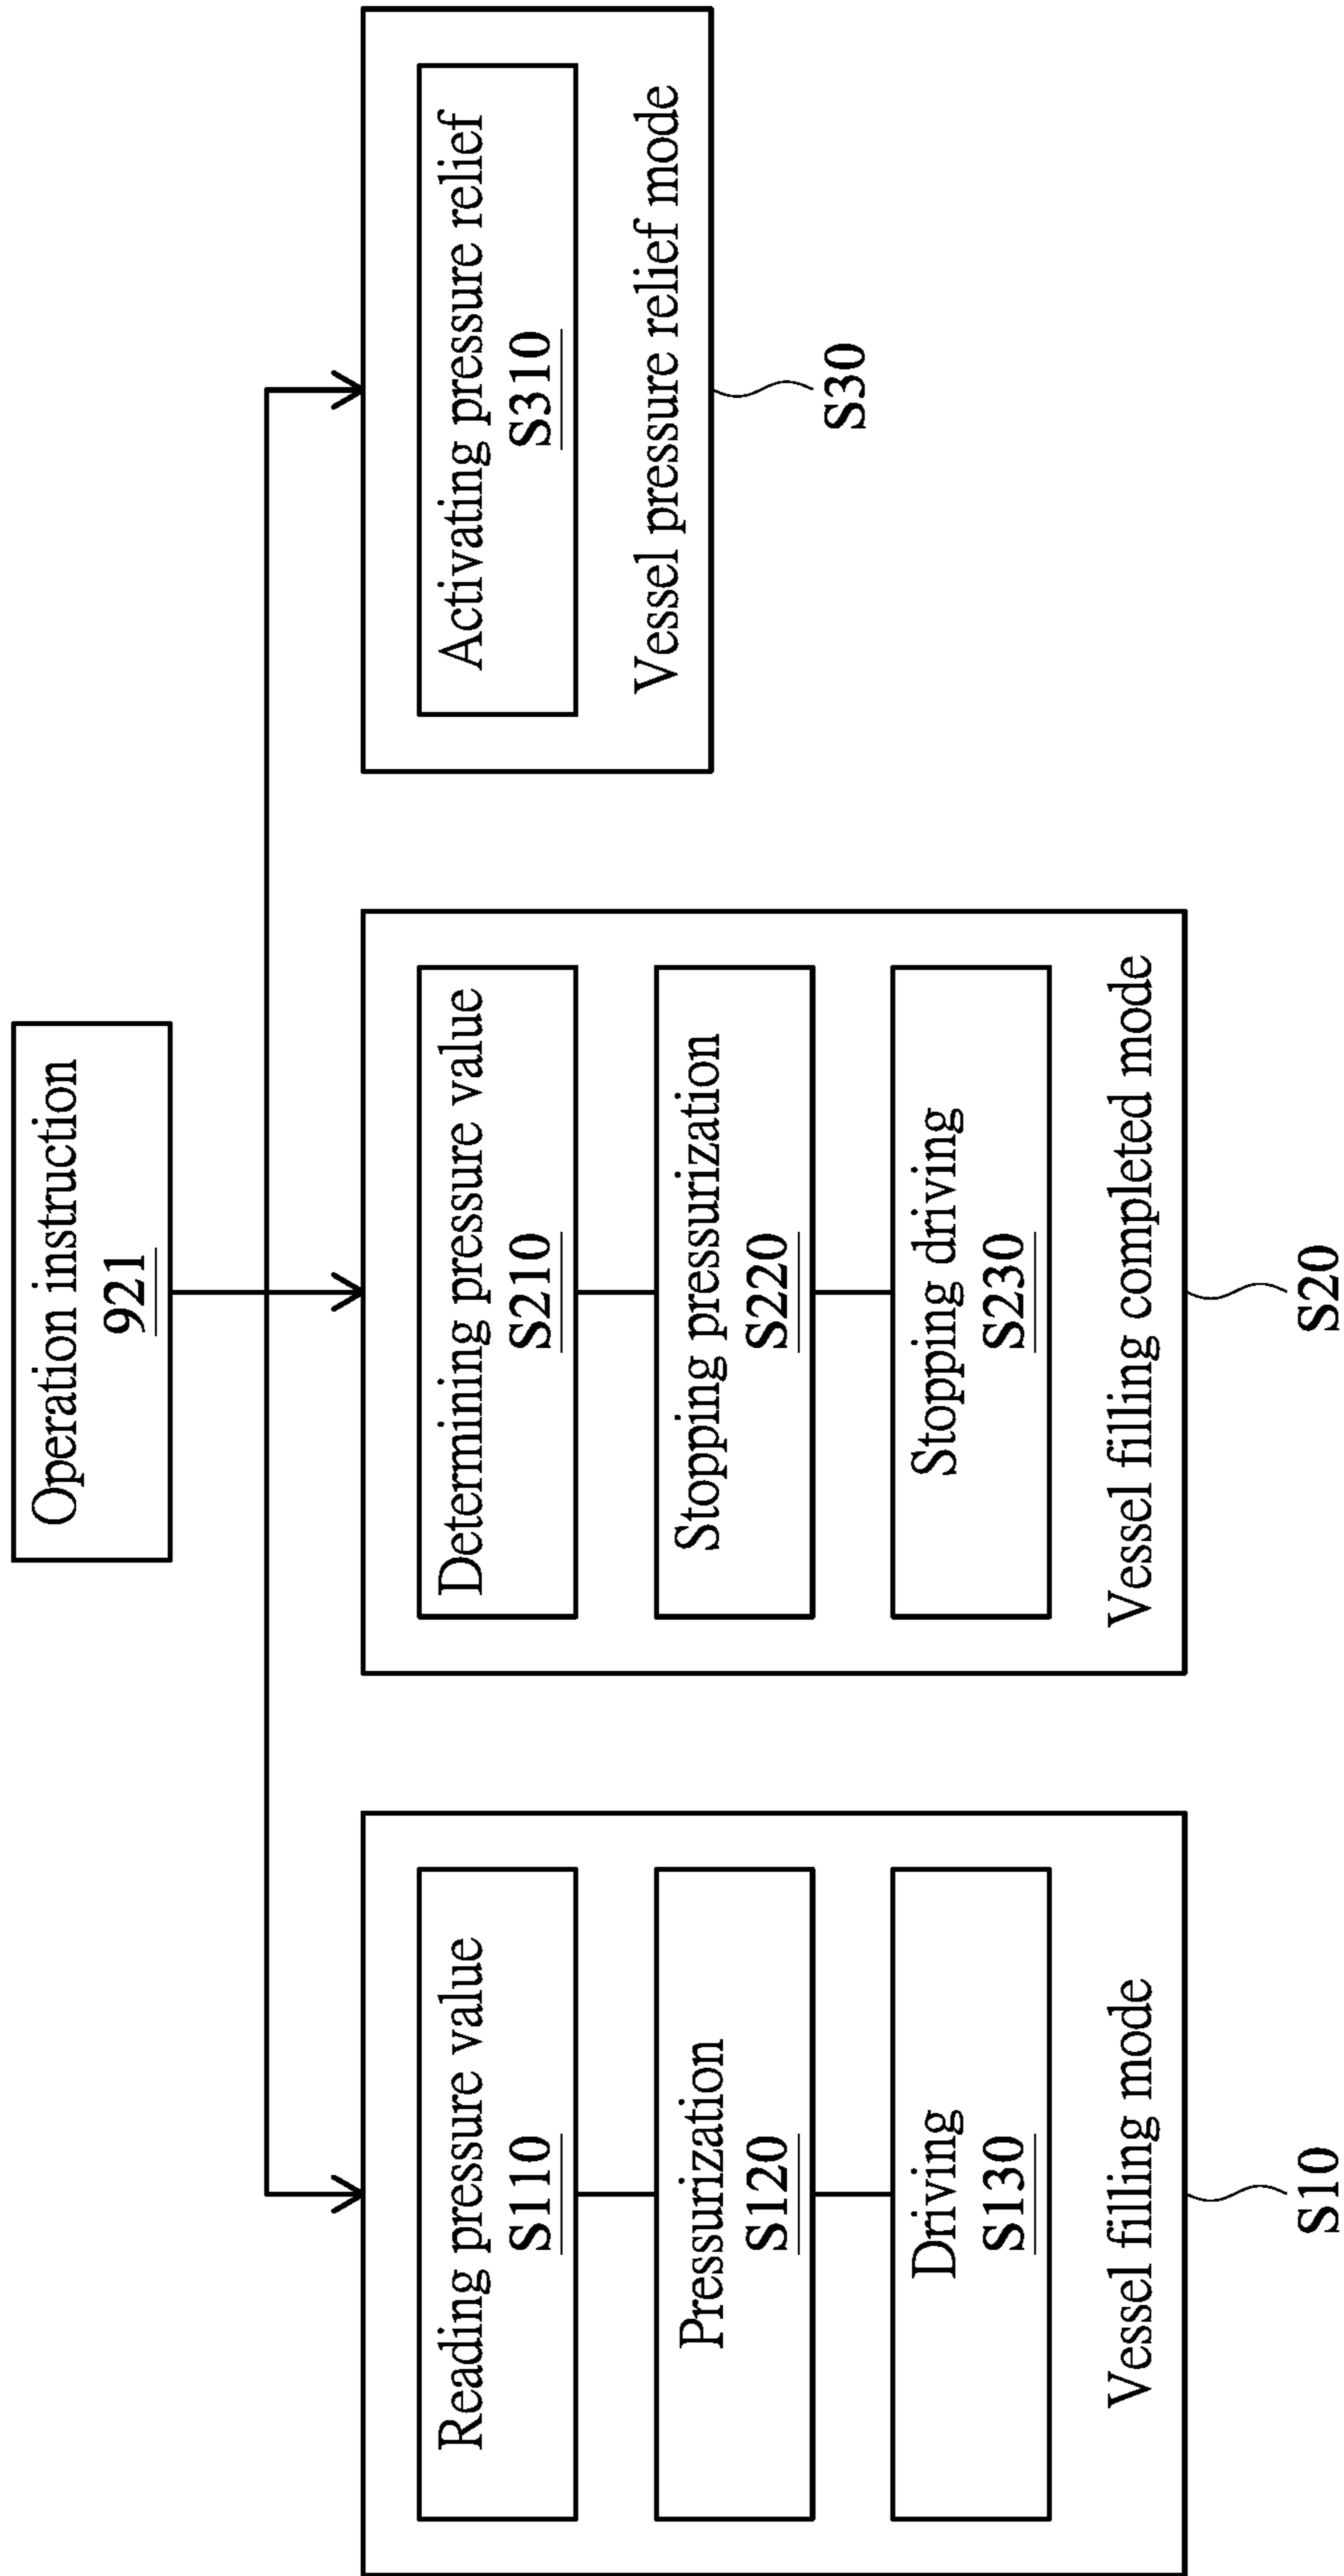 Operation instruction
921
Reading pressure value
S110
Pressurization
S120
Driving
S130
Vessel filling mode
S10
Determining pressure value
S210
Stopping pressurization
S220
Stopping driving
S230
Vessel filling completed mode
S20
Activating pressure relief
S310
Vessel pressure relief mode
S30